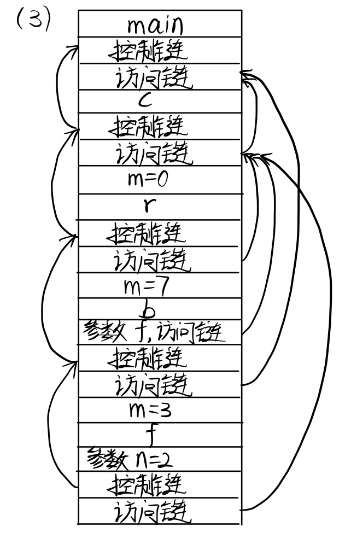 (3)
main
控制链
访问链
c
控制链
访问链
m=0
r
控制链
访问链
m=7
b
参数 f,访问链
控制链
访问链
m=3
f
参数 n=2
控制链
访问链